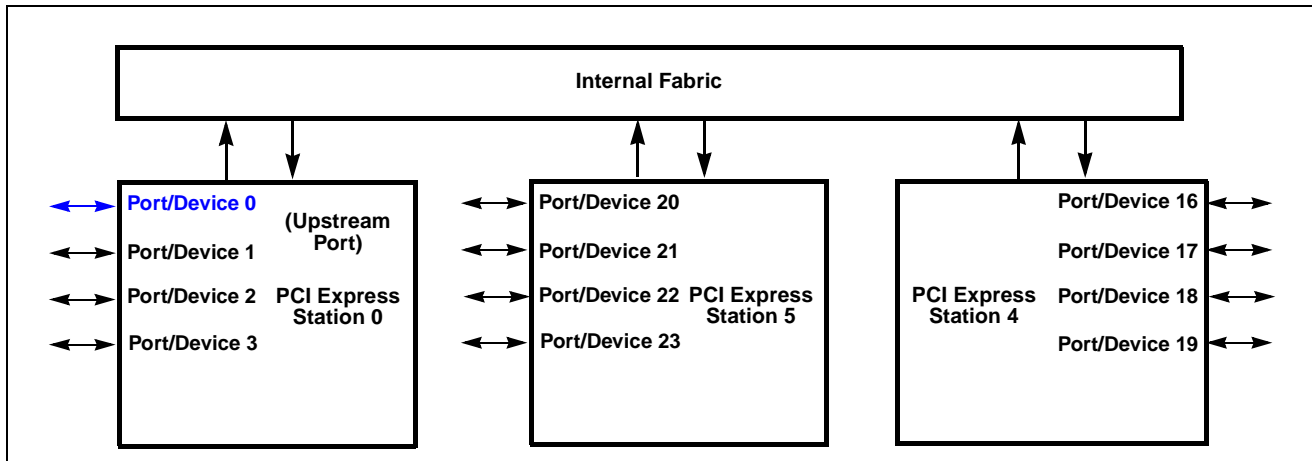 Internal Fabric
Port/Device 0
(Upstream
Port)
Port/Device 1
Port/Device 2
Port/Device 3
PCI Express
Station 0
Port/Device 20
Port/Device 21
Port/Device 22
Port/Device 23
PCI Express
Station 5
PCI Express
Station 4
Port/Device 16
Port/Device 17
Port/Device 18
Port/Device 19